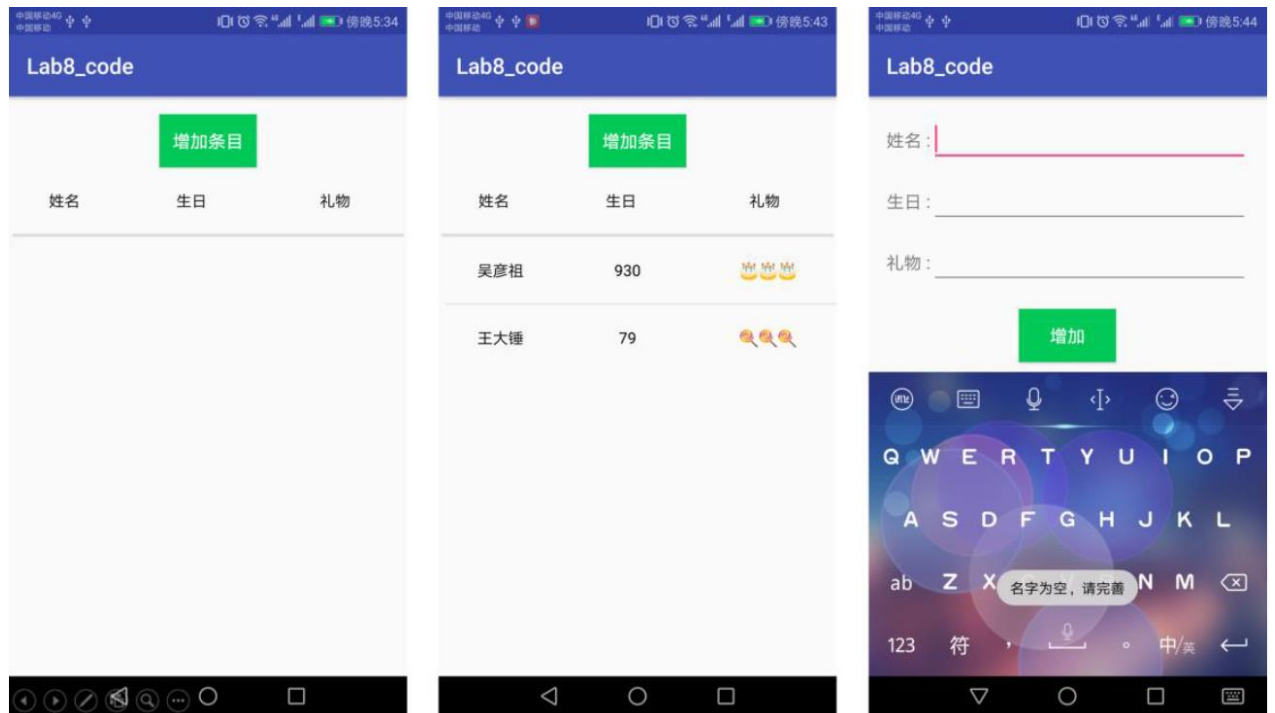 中国移动4G
中国移动
傍晚5:34
Lab8_code
增加条目
姓名 生日 礼物
中国移动4G
中国移动
傍晚5:43
Lab8_code
增加条目
姓名 生日 礼物
吴彦祖 930 🎂🎂🎂
王大锤 79 🍭🍭🍭
中国移动4G
中国移动
傍晚5:44
Lab8_code
姓名 :
生日 :
礼物 :
增加
Q W E R T Y U I O P
A S D F G H J K L
ab Z X N M
名字为空，请完善
123 符 ， 。 中/英